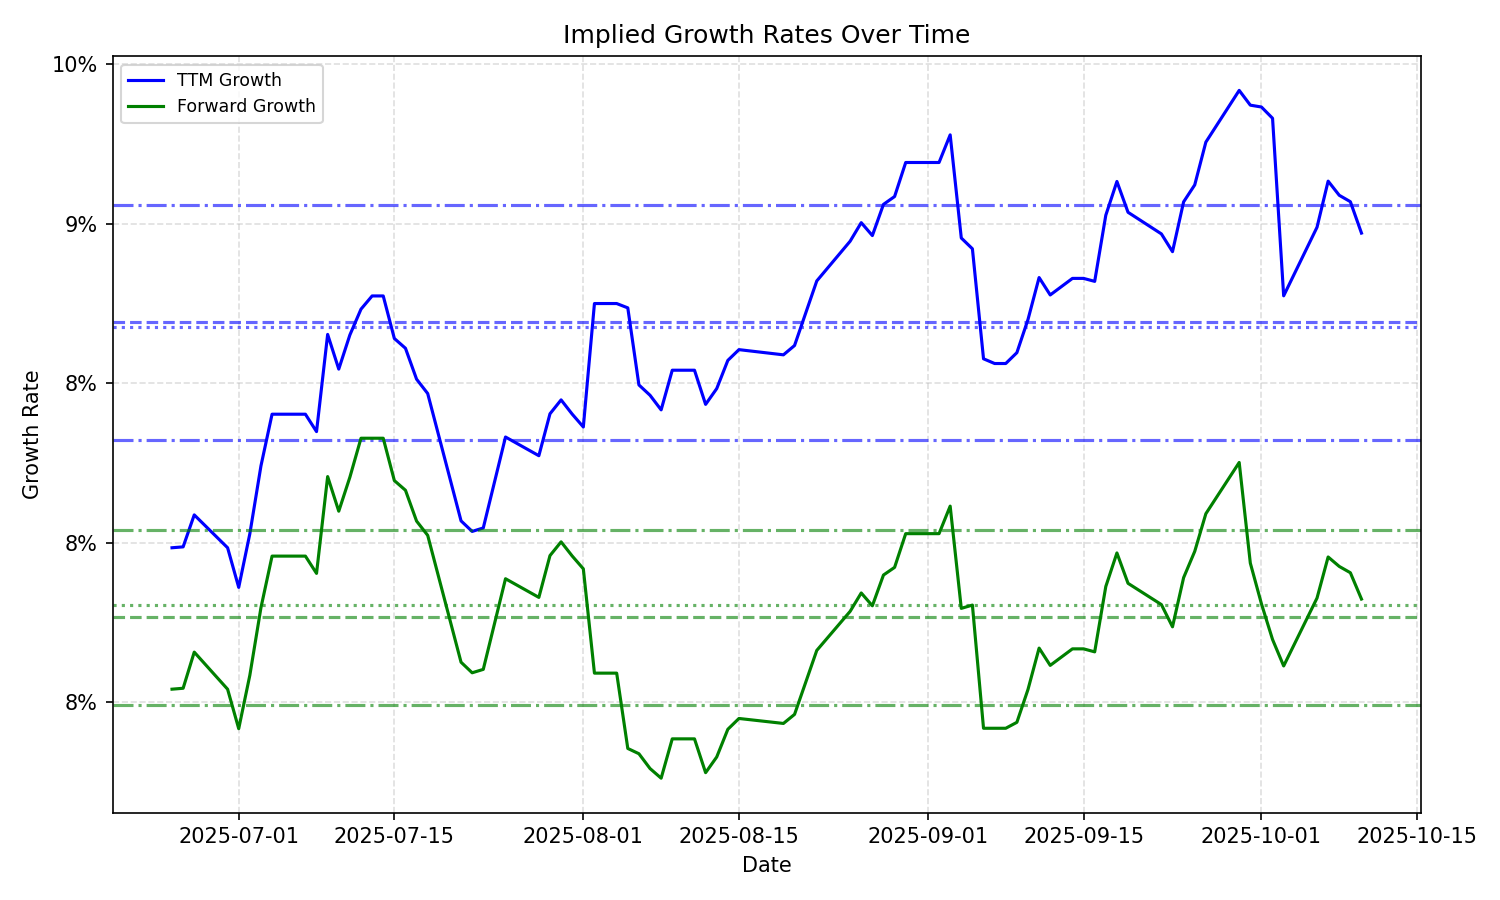 Implied Growth Rates Over Time
TTM Growth
Forward Growth
10%
9%
8%
8%
8%
Growth Rate
2025-07-01 2025-07-15 2025-08-01 2025-08-15 2025-09-01 2025-09-15 2025-10-01 2025-10-15
Date